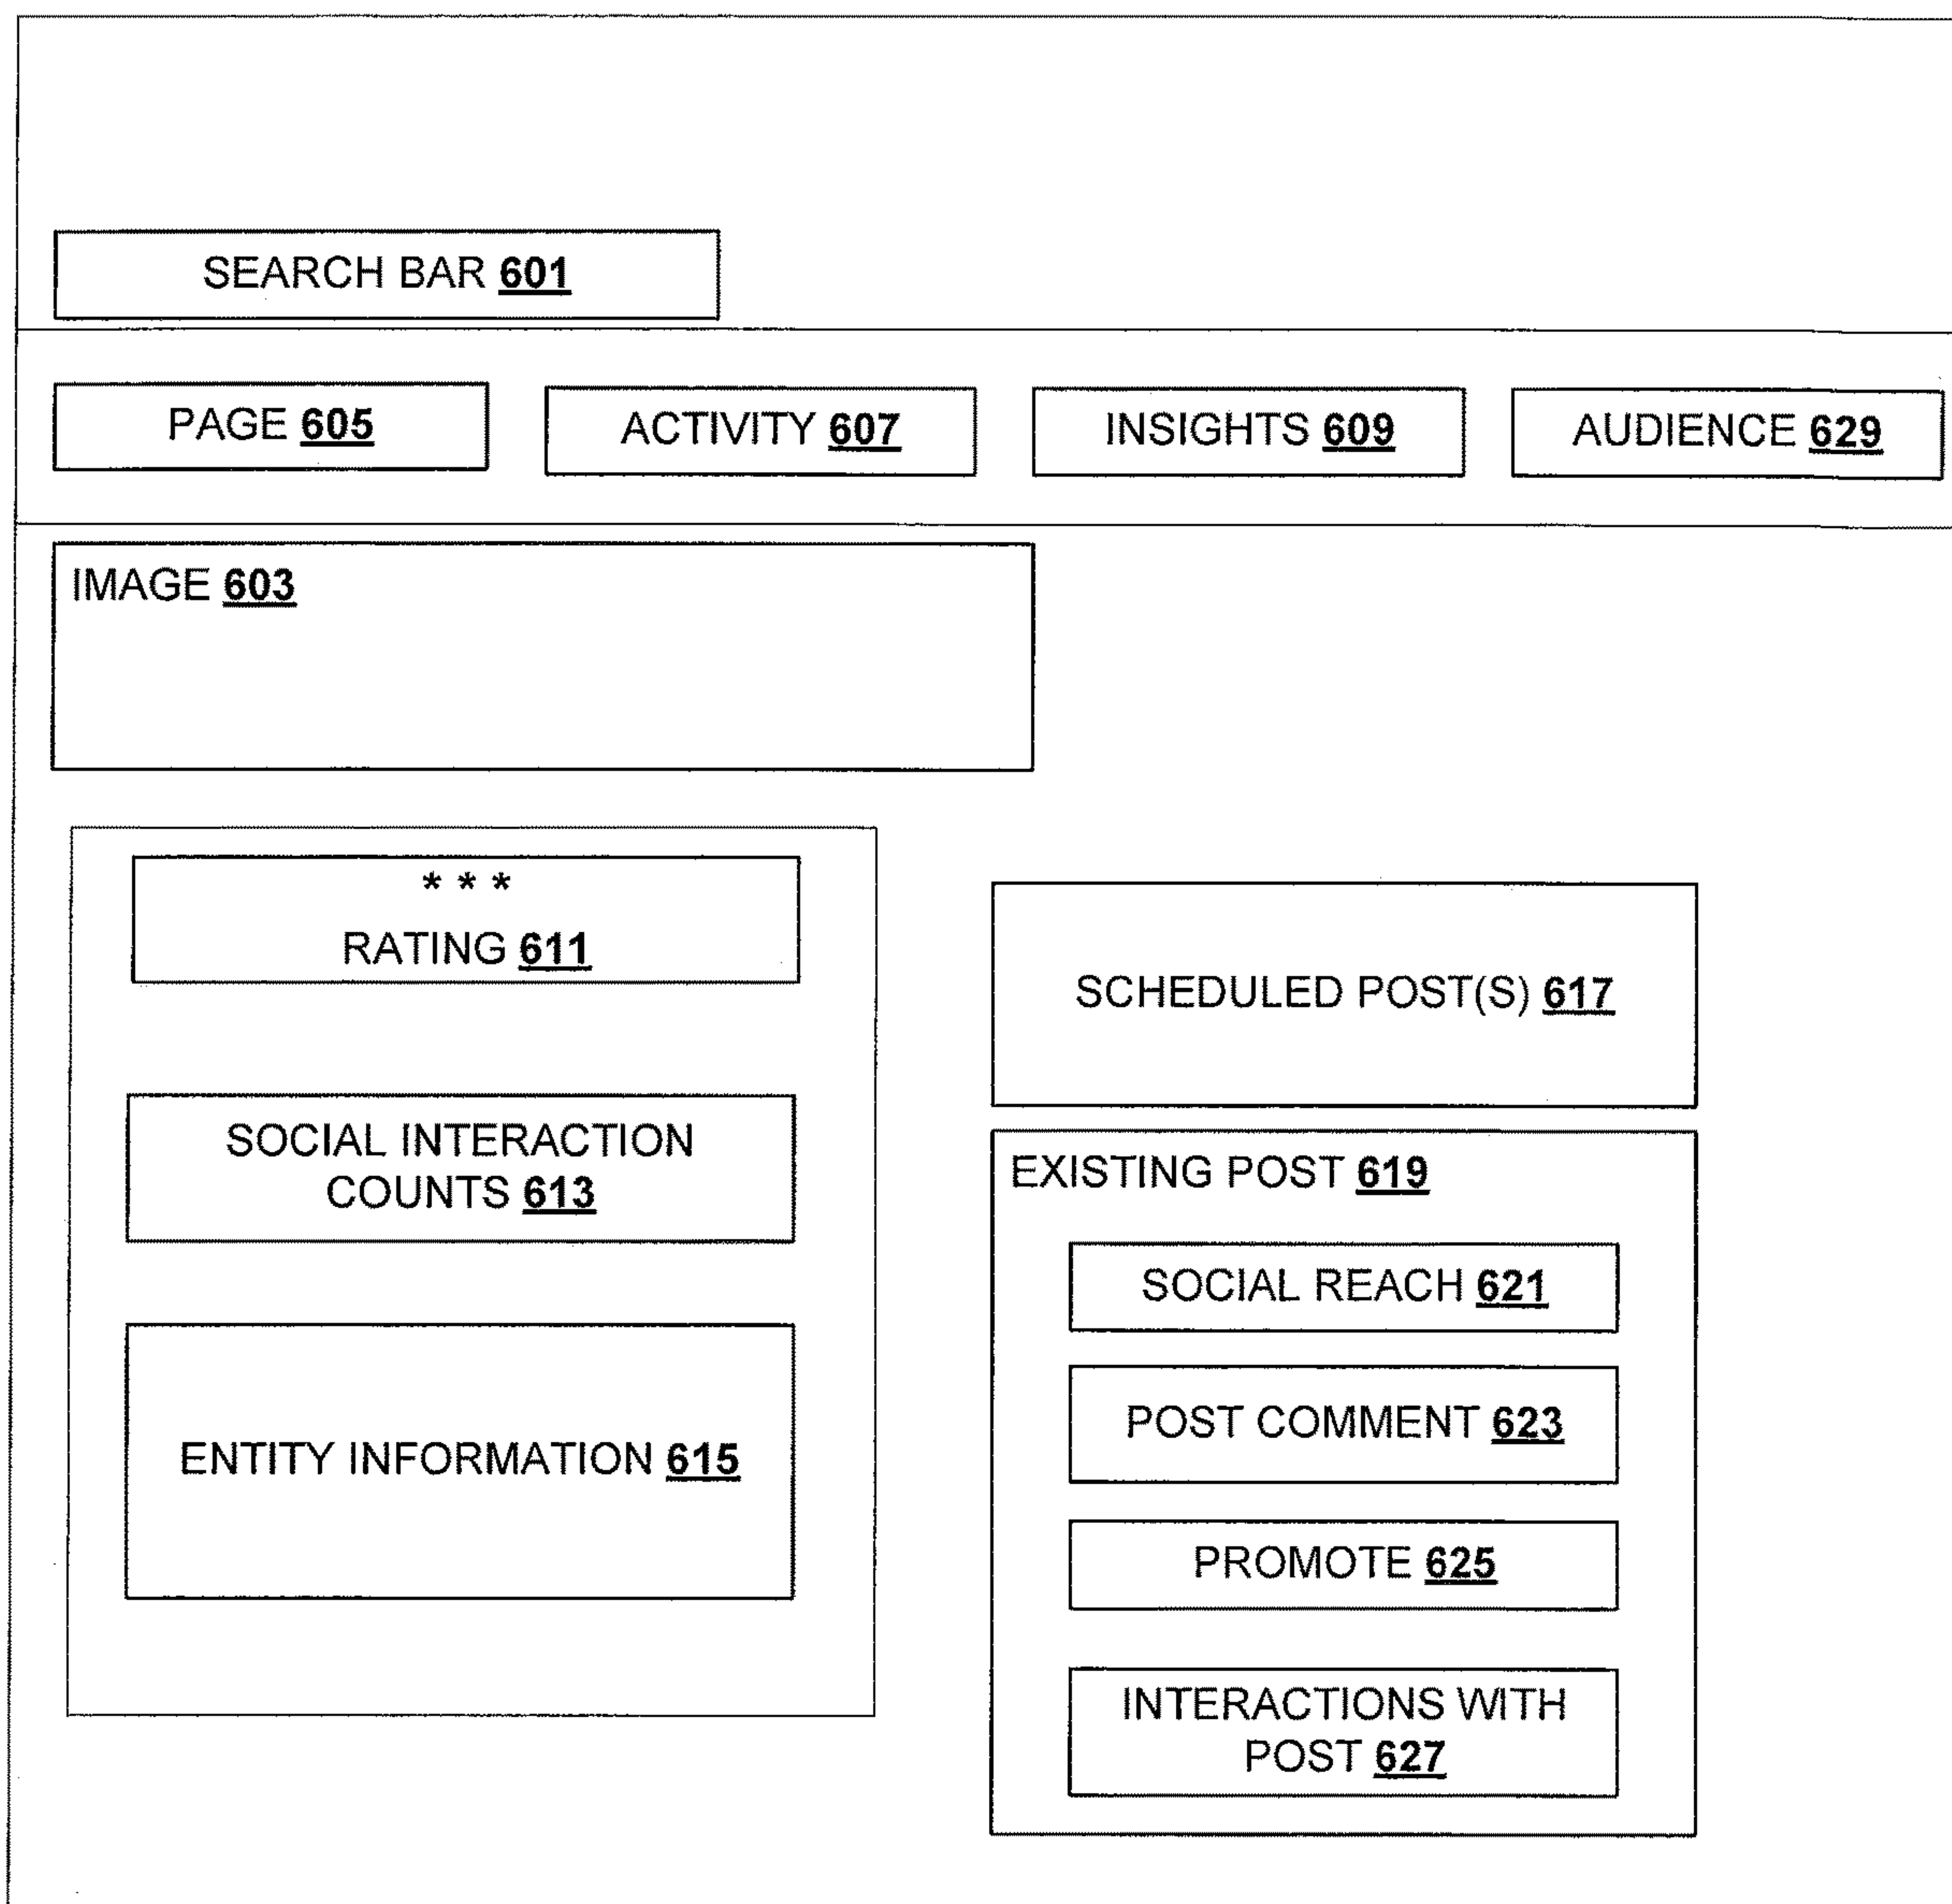 SEARCH BAR 601
PAGE 605
ACTIVITY 607
INSIGHTS 609
AUDIENCE 629
IMAGE 603
* * *
RATING 611
SOCIAL INTERACTION
COUNTS 613
ENTITY INFORMATION 615
SCHEDULED POST(S) 617
EXISTING POST 619
SOCIAL REACH 621
POST COMMENT 623
PROMOTE 625
INTERACTIONS WITH
POST 627